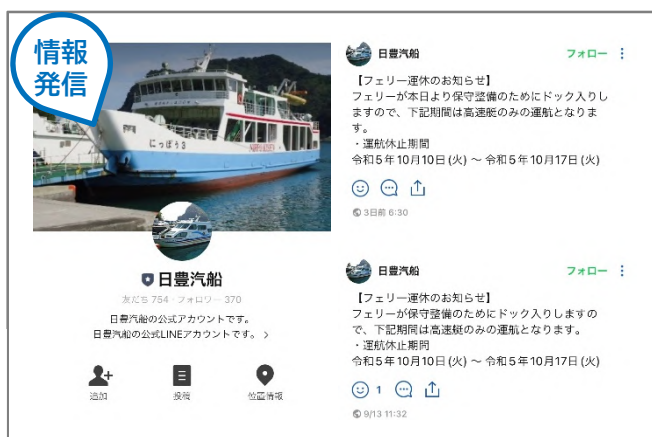 情報
発信
にっぽう3
日豊汽船
友だち 754・フォロワー 370
日豊汽船の公式アカウントです。
日豊汽船の公式LINEアカウントです。 >
追加
投稿
位置情報
日豊汽船
フォロー
【フェリー運休のお知らせ】
フェリーが本日より保守整備のためにドック入りし
ますので、下記期間は高速艇のみの運航となりま
す。
・運航休止期間
令和5年10月10日(火) ～ 令和5年10月17日(火)
3日前 6:30
日豊汽船
フォロー
【フェリー運休のお知らせ】
フェリーが保守整備のためにドック入りしますの
で、下記期間は高速艇のみの運航となります。
・運航休止期間
令和5年10月10日(火) ～ 令和5年10月17日(火)
1
9/13 11:32